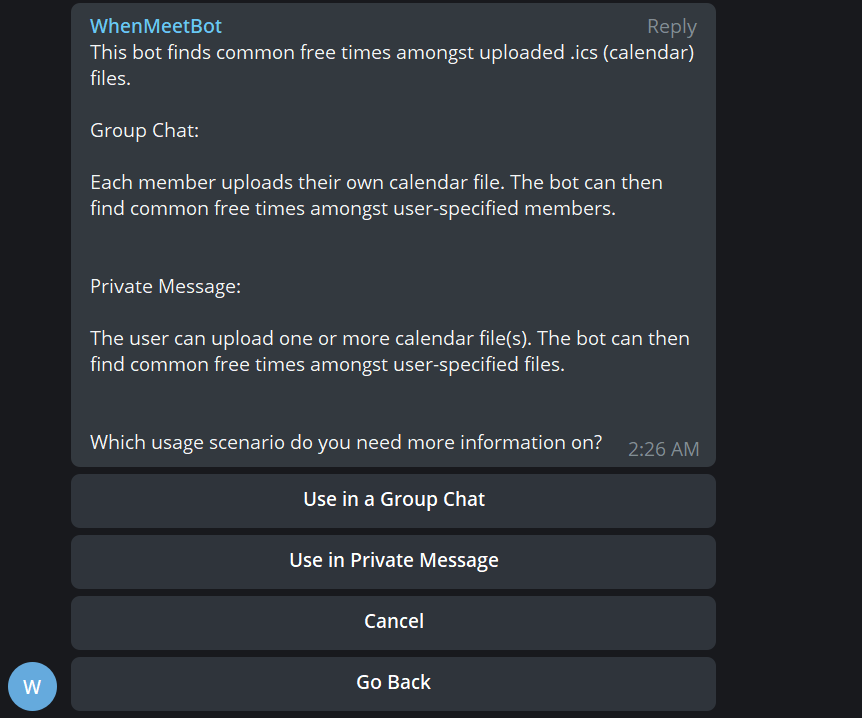 WhenMeetBot Reply
This bot finds common free times amongst uploaded .ics (calendar)
files.
Group Chat:
Each member uploads their own calendar file. The bot can then
find common free times amongst user-specified members.
Private Message:
The user can upload one or more calendar file(s). The bot can then
find common free times amongst user-specified files.
Which usage scenario do you need more information on? 2:26 AM
Use in a Group Chat
Use in Private Message
Cancel
Go Back
W